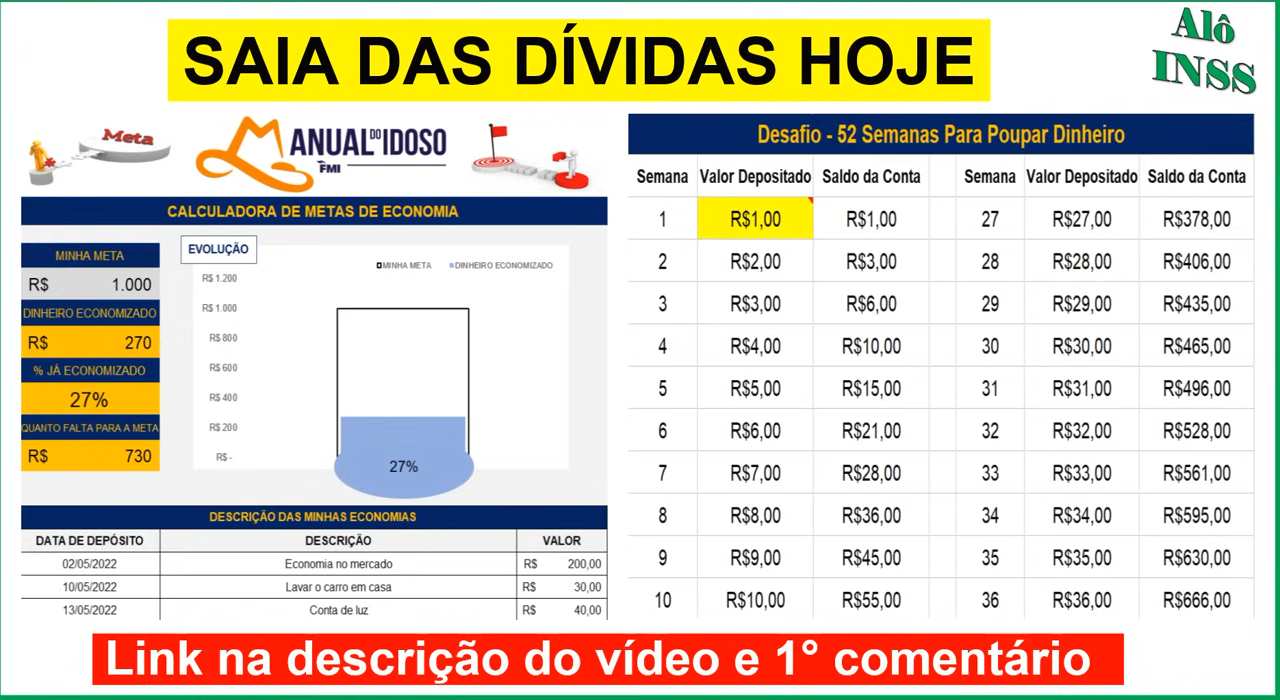 SAIA DAS DÍVIDAS HOJE
Alô
INSS
Meta
MANUAL DO IDOSO
FMI
CALCULADORA DE METAS DE ECONOMIA
MINHA META
R$ 1.000
DINHEIRO ECONOMIZADO
R$ 270
% JÁ ECONOMIZADO
27%
QUANTO FALTA PARA A META
R$ 730
EVOLUÇÃO
MINHA META DINHEIRO ECONOMIZADO
R$ 1.200
R$ 1.000
R$ 800
R$ 600
R$ 400
R$ 200
R$ -
27%
DESCRIÇÃO DAS MINHAS ECONOMIAS
DATA DE DEPÓSITO DESCRIÇÃO VALOR
02/05/2022 Economia no mercado R$ 200,00
10/05/2022 Lavar o carro em casa R$ 30,00
13/05/2022 Conta de luz R$ 40,00
Desafio - 52 Semanas Para Poupar Dinheiro
Semana Valor Depositado Saldo da Conta Semana Valor Depositado Saldo da Conta
1 R$1,00 R$1,00 27 R$27,00 R$378,00
2 R$2,00 R$3,00 28 R$28,00 R$406,00
3 R$3,00 R$6,00 29 R$29,00 R$435,00
4 R$4,00 R$10,00 30 R$30,00 R$465,00
5 R$5,00 R$15,00 31 R$31,00 R$496,00
6 R$6,00 R$21,00 32 R$32,00 R$528,00
7 R$7,00 R$28,00 33 R$33,00 R$561,00
8 R$8,00 R$36,00 34 R$34,00 R$595,00
9 R$9,00 R$45,00 35 R$35,00 R$630,00
10 R$10,00 R$55,00 36 R$36,00 R$666,00
Link na descrição do vídeo e 1° comentário